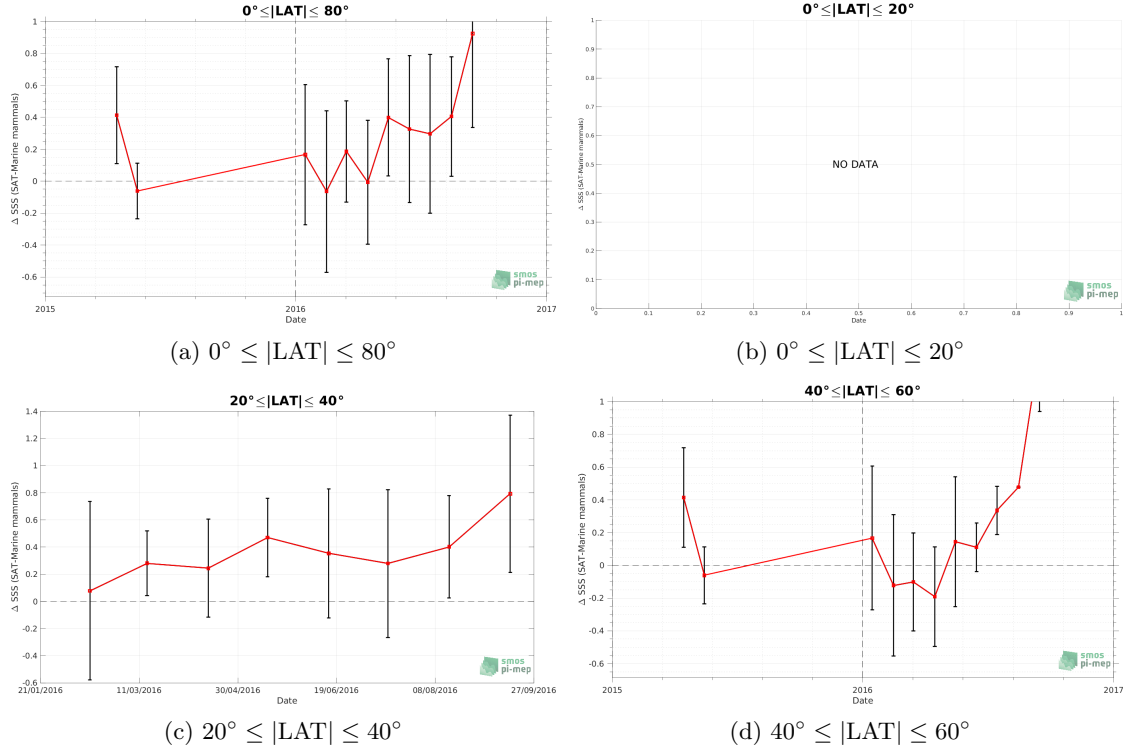 0°≤|LAT|≤ 80°
1
0.8
0.6
0.4
0.2
0
-0.2
-0.4
-0.6
Δ SSS (SAT-Marine mammals)
2015
2016
2017
Date
smos
pi-mep
(a) 0° ≤ |LAT| ≤ 80°
0°≤|LAT|≤ 20°
1
0.9
0.8
0.7
0.6
0.5
0.4
0.3
0.2
0.1
0
Δ SSS (SAT-Marine mammals)
NO DATA
0 0.1 0.2 0.3 0.4 0.5 0.6 0.7 0.8 0.9 1
Date
smos
pi-mep
(b) 0° ≤ |LAT| ≤ 20°
20°≤|LAT|≤ 40°
1.4
1.2
1
0.8
0.6
0.4
0.2
0
-0.2
-0.4
-0.6
Δ SSS (SAT-Marine mammals)
21/01/2016 11/03/2016 30/04/2016 19/06/2016 08/08/2016 27/09/2016
Date
smos
pi-mep
(c) 20° ≤ |LAT| ≤ 40°
40°≤|LAT|≤ 60°
1
0.8
0.6
0.4
0.2
0
-0.2
-0.4
-0.6
Δ SSS (SAT-Marine mammals)
2015
2016
2017
Date
smos
pi-mep
(d) 40° ≤ |LAT| ≤ 60°